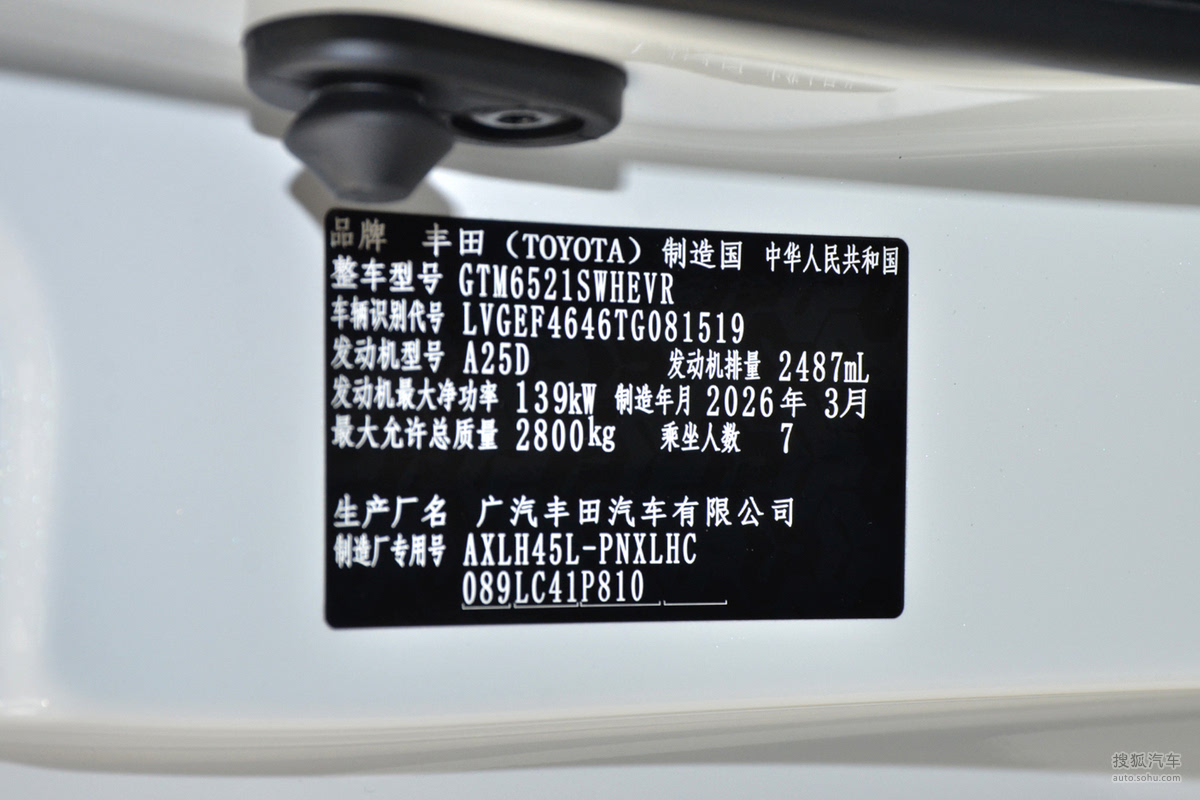 品牌 丰田（TOYOTA）制造国 中华人民共和国
整车型号 GTM6521SWHEVR
车辆识别代号 LVGEF4646TG081519
发动机型号 A25D 发动机排量 2487mL
发动机最大净功率 139kW 制造年月 2026年 3月
最大允许总质量 2800kg 乘坐人数 7
生产厂名 广汽丰田汽车有限公司
制造厂专用号 AXLH45L-PNXLHC
089LC41P810
搜狐汽车
auto.sohu.com